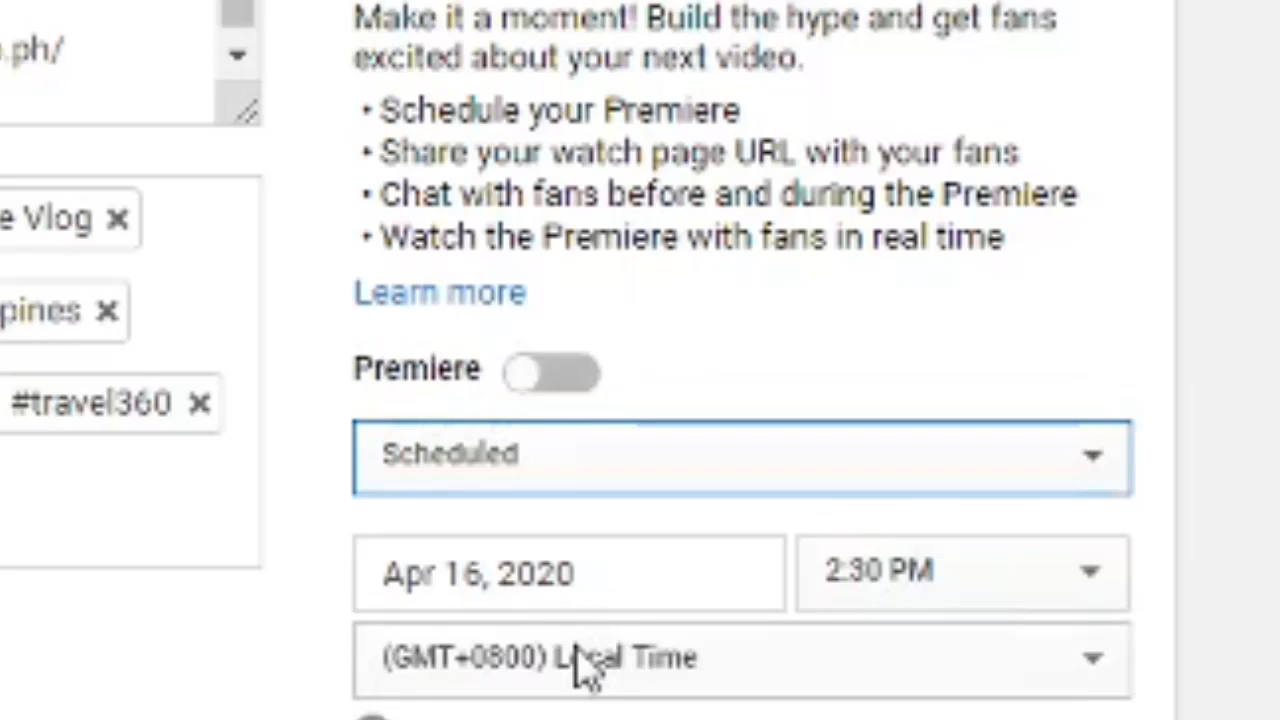 Make it a moment! Build the hype and get fans
excited about your next video.
• Schedule your Premiere
• Share your watch page URL with your fans
• Chat with fans before and during the Premiere
• Watch the Premiere with fans in real time
Learn more
Premiere
Scheduled
Apr 16, 2020
2:30 PM
(GMT+0800) Local Time
.ph/
e Vlog
pines
#travel360